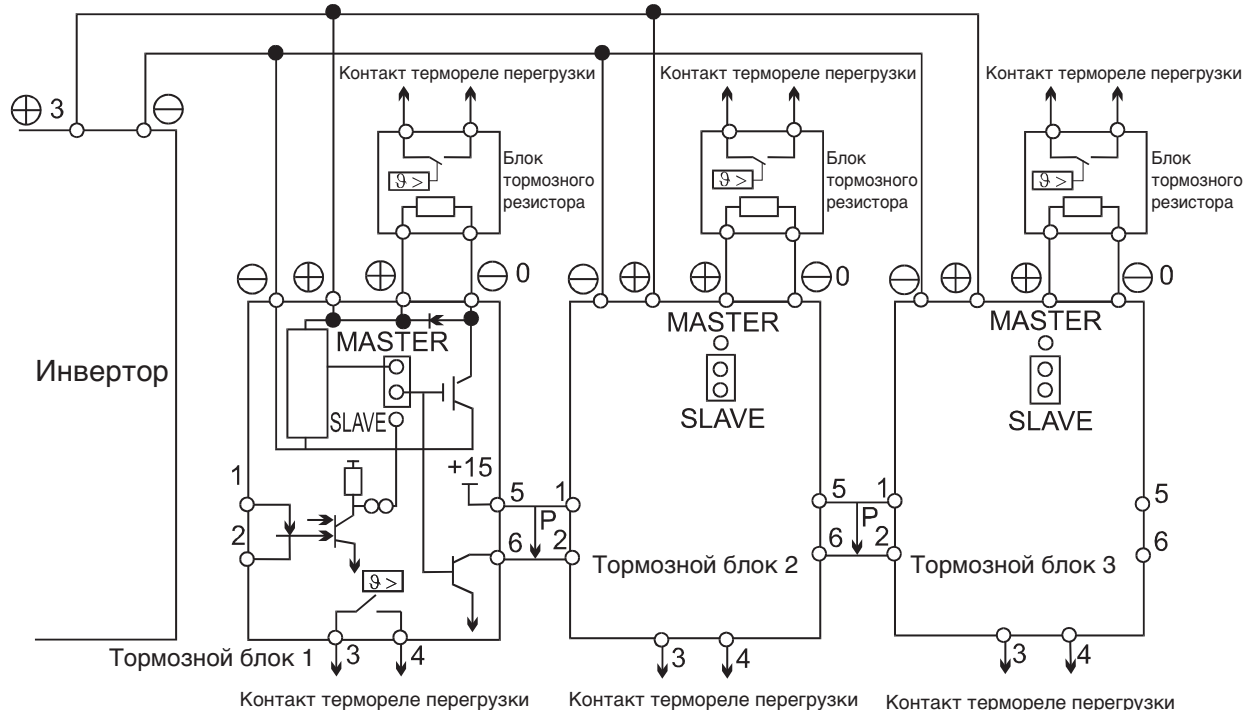 Контакт термореле перегрузки Контакт термореле перегрузки Контакт термореле перегрузки
⊕ 3 ⊖
Блок
тормозного
резистора
ϑ >
Блок
тормозного
резистора
ϑ >
Блок
тормозного
резистора
ϑ >
⊖ ⊕ ⊕ ⊖ 0 ⊖ ⊕ ⊕ ⊖ 0 ⊖ ⊕ ⊕ ⊖ 0
Инвертор
MASTER
SLAVE
+15
1
2
5
6
P
ϑ >
3 4
Тормозной блок 1
MASTER
SLAVE
1
2
5
6
P
Тормозной блок 2
3 4
MASTER
SLAVE
1
2
5
6
Тормозной блок 3
3 4
Контакт термореле перегрузки Контакт термореле перегрузки Контакт термореле перегрузки